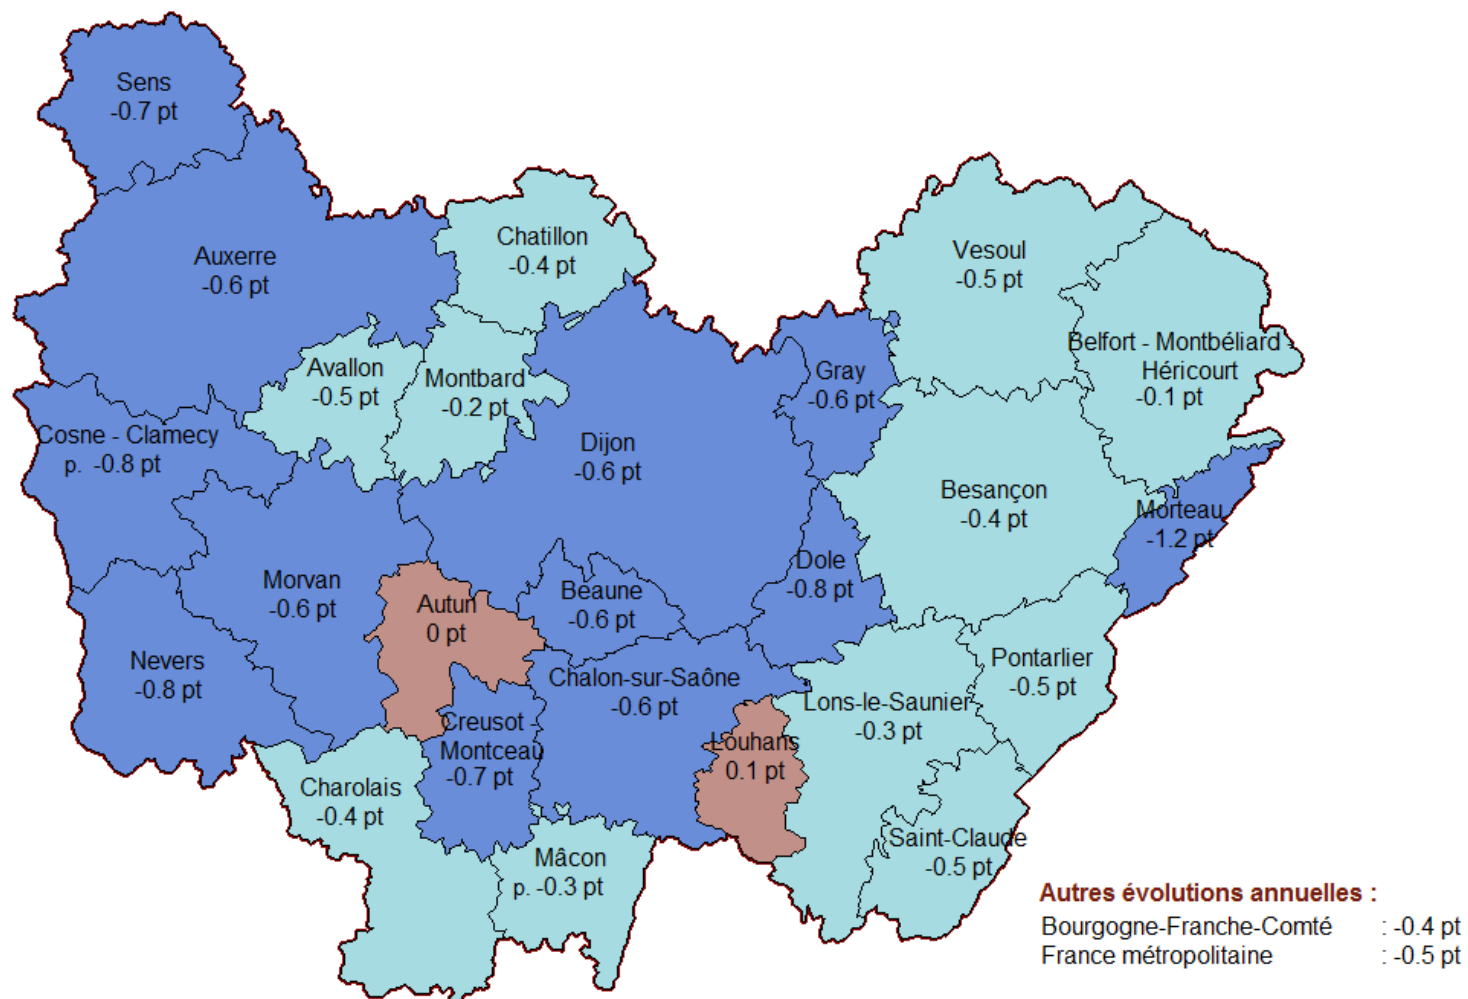 Sens
-0.7 pt
Auxerre
-0.6 pt
Chatillon
-0.4 pt
Vesoul
-0.5 pt
Belfort - Montbéliard -
Héricourt
-0.1 pt
Avallon
-0.5 pt
Montbard
-0.2 pt
Gray
-0.6 pt
Cosne - Clamecy
p. -0.8 pt
Dijon
-0.6 pt
Besançon
-0.4 pt
Morteau
-1.2 pt
Morvan
-0.6 pt
Autun
0 pt
Beaune
-0.6 pt
Dole
-0.8 pt
Nevers
-0.8 pt
Chalon-sur-Saône
-0.6 pt
Pontarlier
-0.5 pt
Lons-le-Saunier
-0.3 pt
Creusot -
Montceau
-0.7 pt
Louhans
0.1 pt
Charolais
-0.4 pt
Mâcon
p. -0.3 pt
Saint-Claude
-0.5 pt
Autres évolutions annuelles :
Bourgogne-Franche-Comté : -0.4 pt
France métropolitaine : -0.5 pt